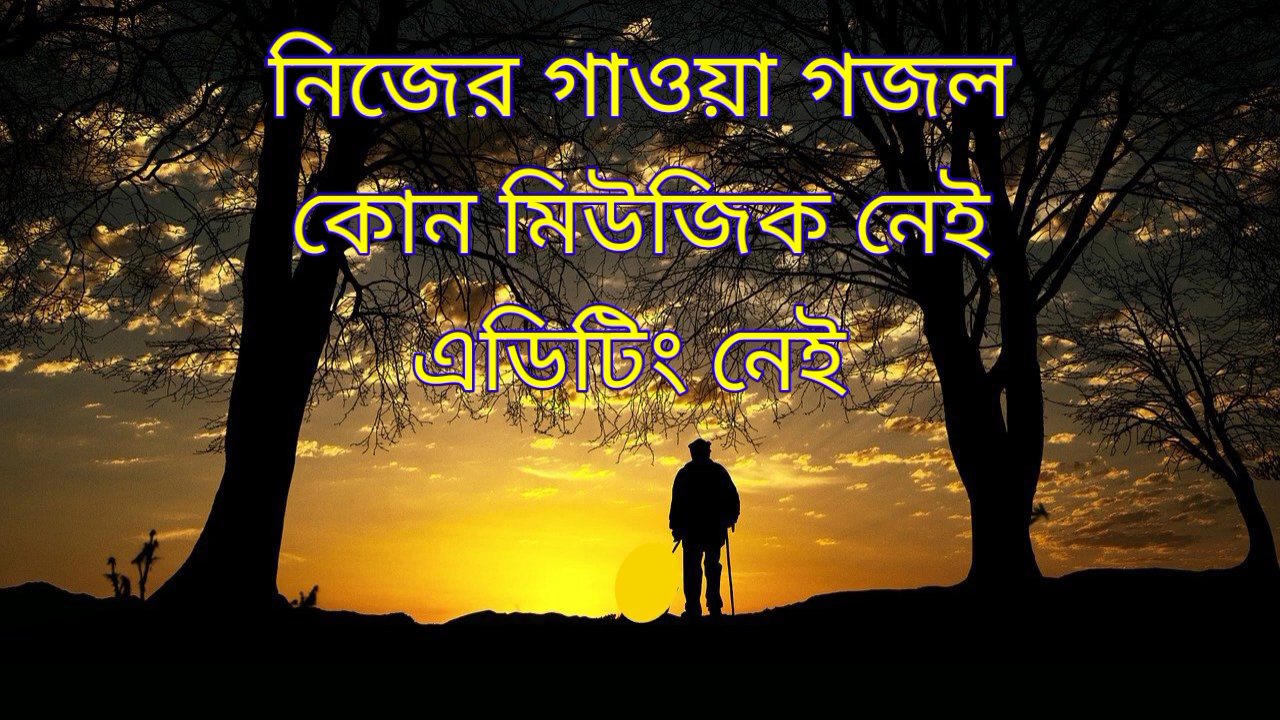 নিজের গাওয়া গজল
কোন মিউজিক নেই
এডিটিং নেই